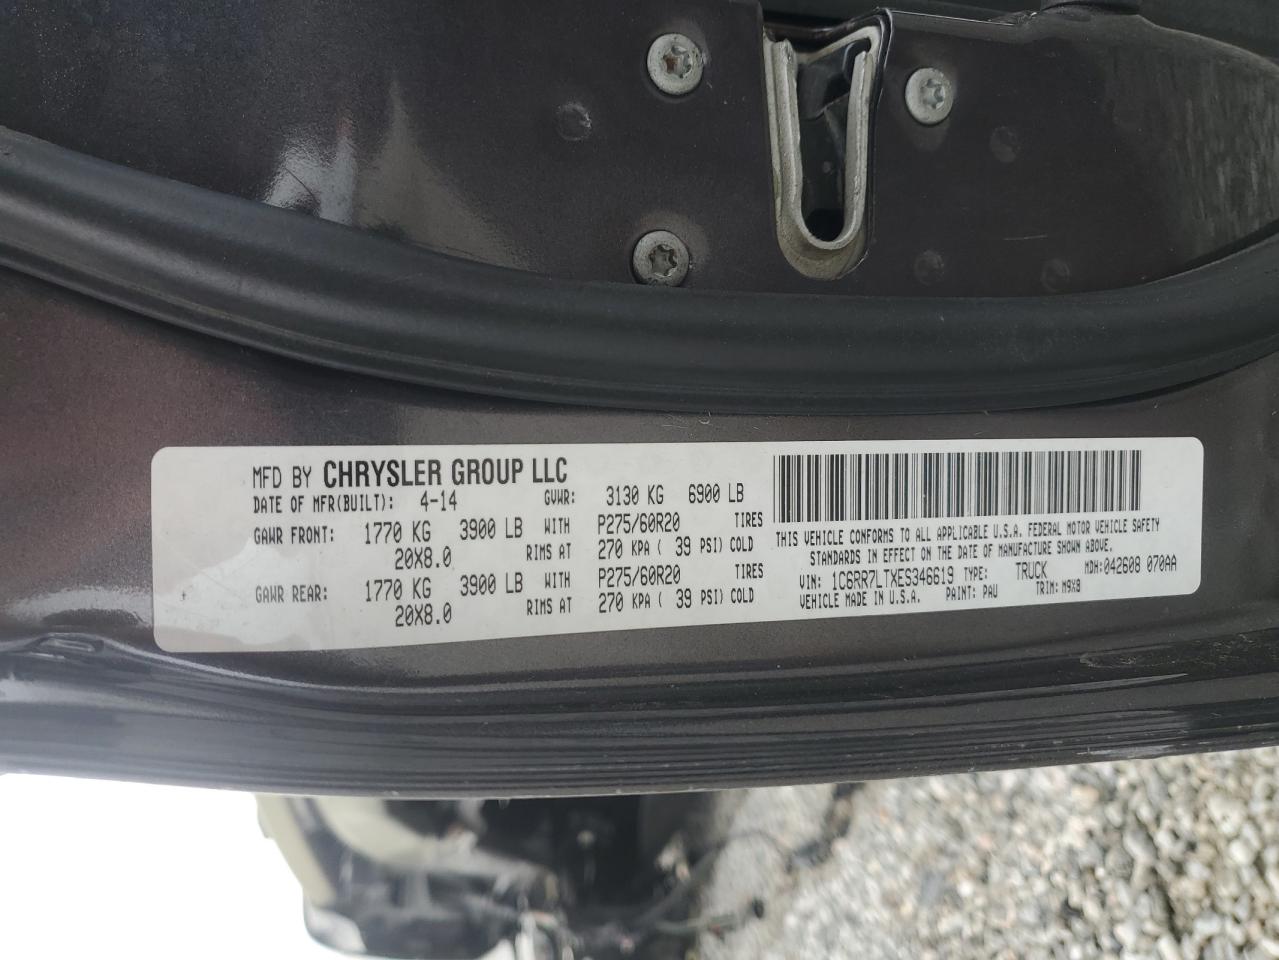 MFD BY CHRYSLER GROUP LLC
DATE OF MFR(BUILT): 4-14 GVWR: 3130 KG 6900 LB
GAWR FRONT: 1770 KG 3900 LB WITH P275/60R20 TIRES
20X8.0 RIMS AT 270 KPA ( 39 PSI) COLD
GAWR REAR: 1770 KG 3900 LB WITH P275/60R20 TIRES
20X8.0 RIMS AT 270 KPA ( 39 PSI) COLD
THIS VEHICLE CONFORMS TO ALL APPLICABLE U.S.A. FEDERAL MOTOR VEHICLE SAFETY
STANDARDS IN EFFECT ON THE DATE OF MANUFACTURE SHOWN ABOVE.
VIN: 1C6RR7LTXES346619 TYPE: TRUCK MDH: 042608 070AA
VEHICLE MADE IN U.S.A. PAINT: PAU TRIM: M9X8